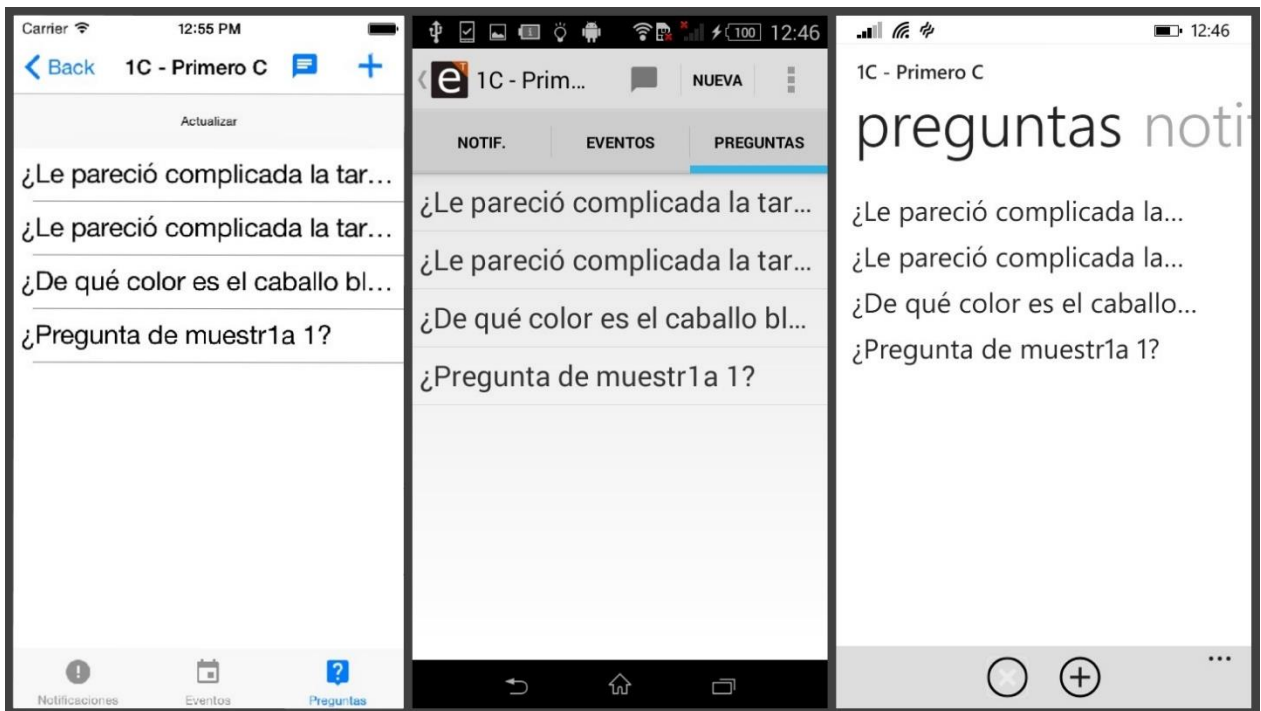 Carrier 12:55 PM
Back 1C - Primero C
Actualizar
¿Le pareció complicada la tar...
¿Le pareció complicada la tar...
¿De qué color es el caballo bl...
¿Pregunta de muestr1a 1?
Notificaciones Eventos Preguntas
100 12:46
e T 1C - Prim... NUEVA
NOTIF. EVENTOS PREGUNTAS
¿Le pareció complicada la tar...
¿Le pareció complicada la tar...
¿De qué color es el caballo bl...
¿Pregunta de muestr1a 1?
12:46
1C - Primero C
preguntas noti
¿Le pareció complicada la...
¿Le pareció complicada la...
¿De qué color es el caballo...
¿Pregunta de muestr1a 1?
...